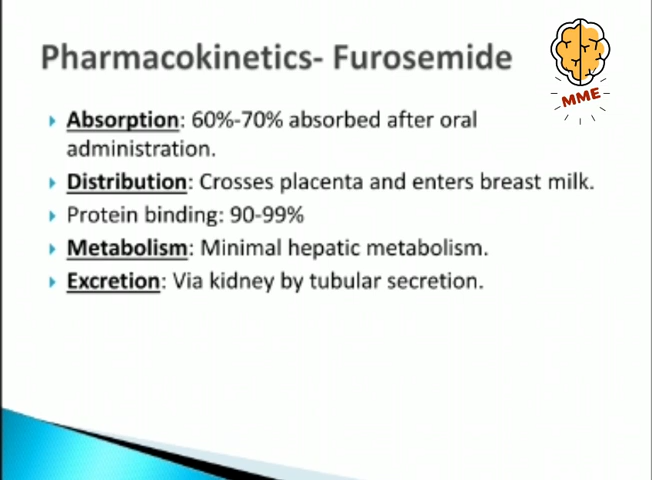 Pharmacokinetics- Furosemide
MME
Absorption: 60%-70% absorbed after oral
administration.
Distribution: Crosses placenta and enters breast milk.
Protein binding: 90-99%
Metabolism: Minimal hepatic metabolism.
Excretion: Via kidney by tubular secretion.